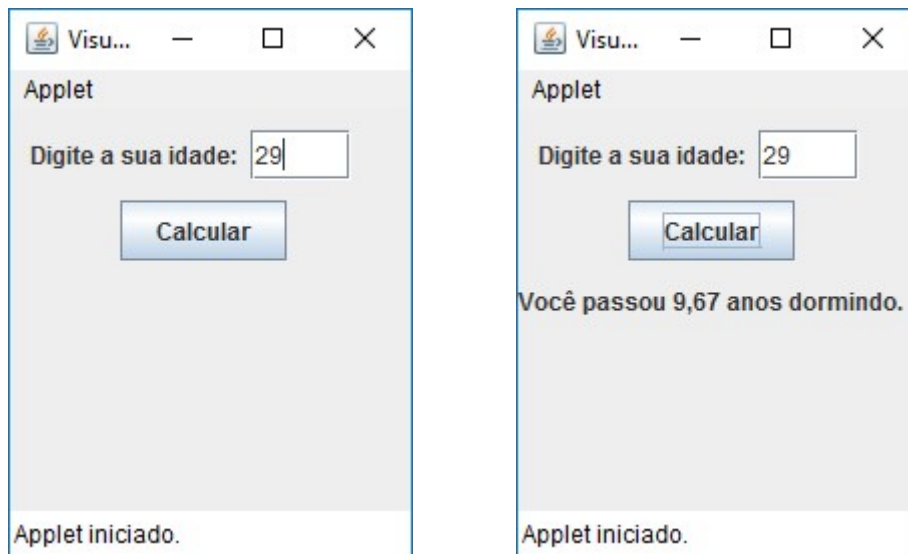 Visu...
Applet
Digite a sua idade: 29
Calcular
Applet iniciado.
Visu...
Applet
Digite a sua idade: 29
Calcular
Você passou 9,67 anos dormindo.
Applet iniciado.